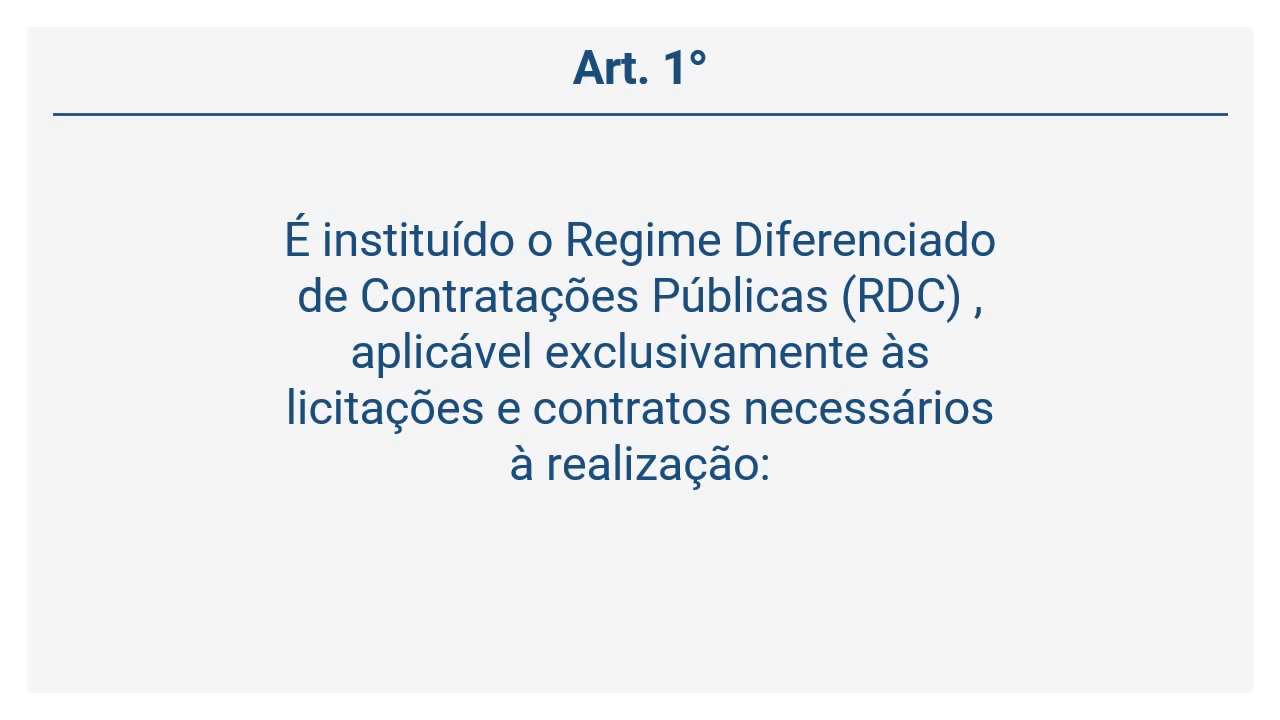 Art. 1°
É instituído o Regime Diferenciado
de Contratações Públicas (RDC) ,
aplicável exclusivamente às
licitações e contratos necessários
à realização: